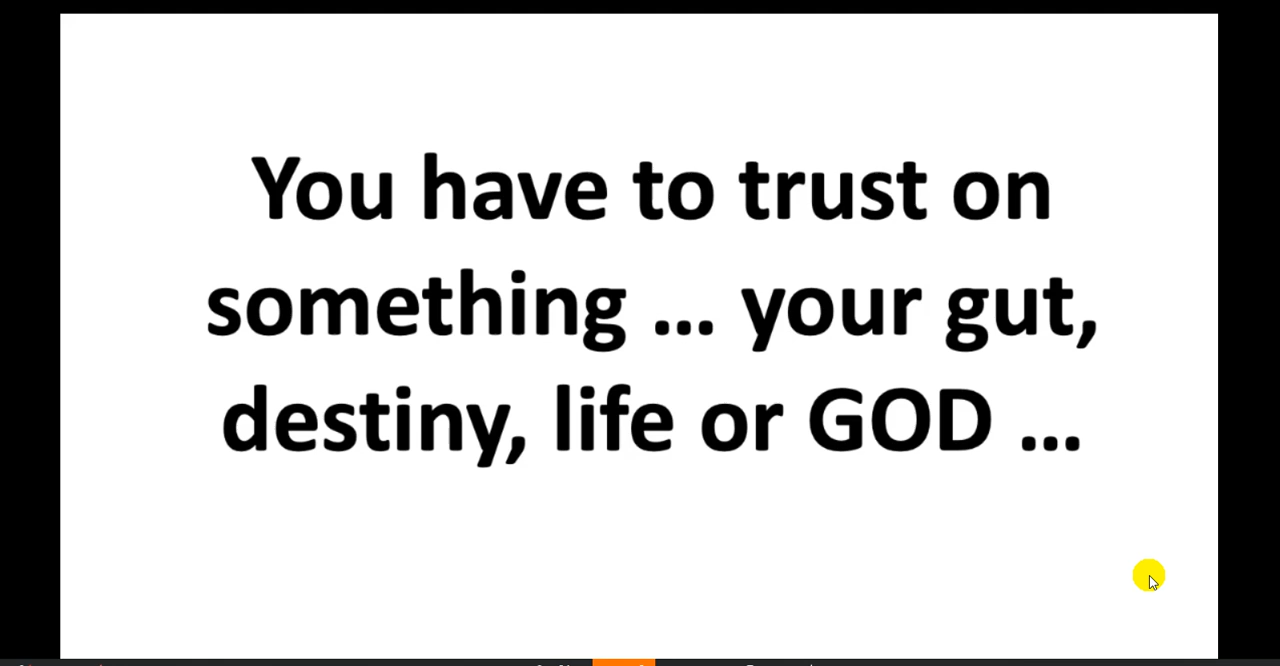 You have to trust on
something ... your gut,
destiny, life or GOD ...